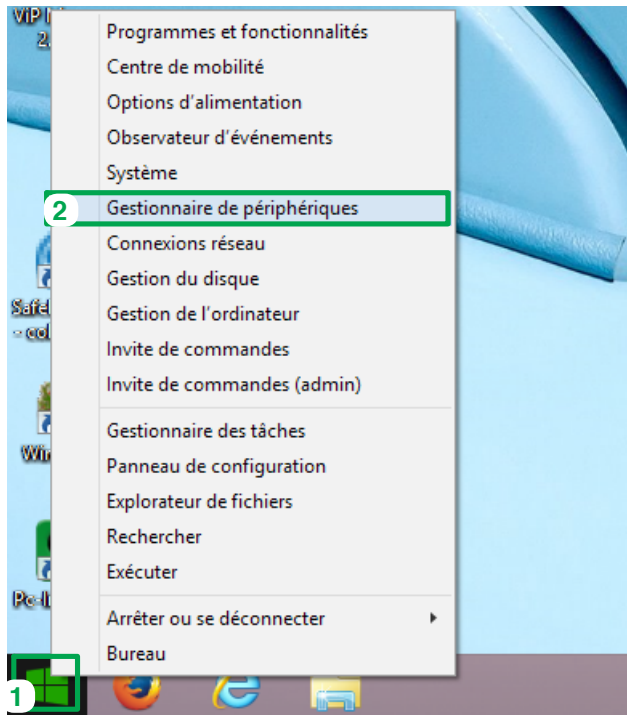 ViP
2.
Programmes et fonctionnalités
Centre de mobilité
Options d'alimentation
Observateur d'événements
Système
2
Gestionnaire de périphériques
Connexions réseau
Gestion du disque
Gestion de l'ordinateur
Invite de commandes
Invite de commandes (admin)
Gestionnaire des tâches
Panneau de configuration
Explorateur de fichiers
Rechercher
Exécuter
Arrêter ou se déconnecter
Bureau
1